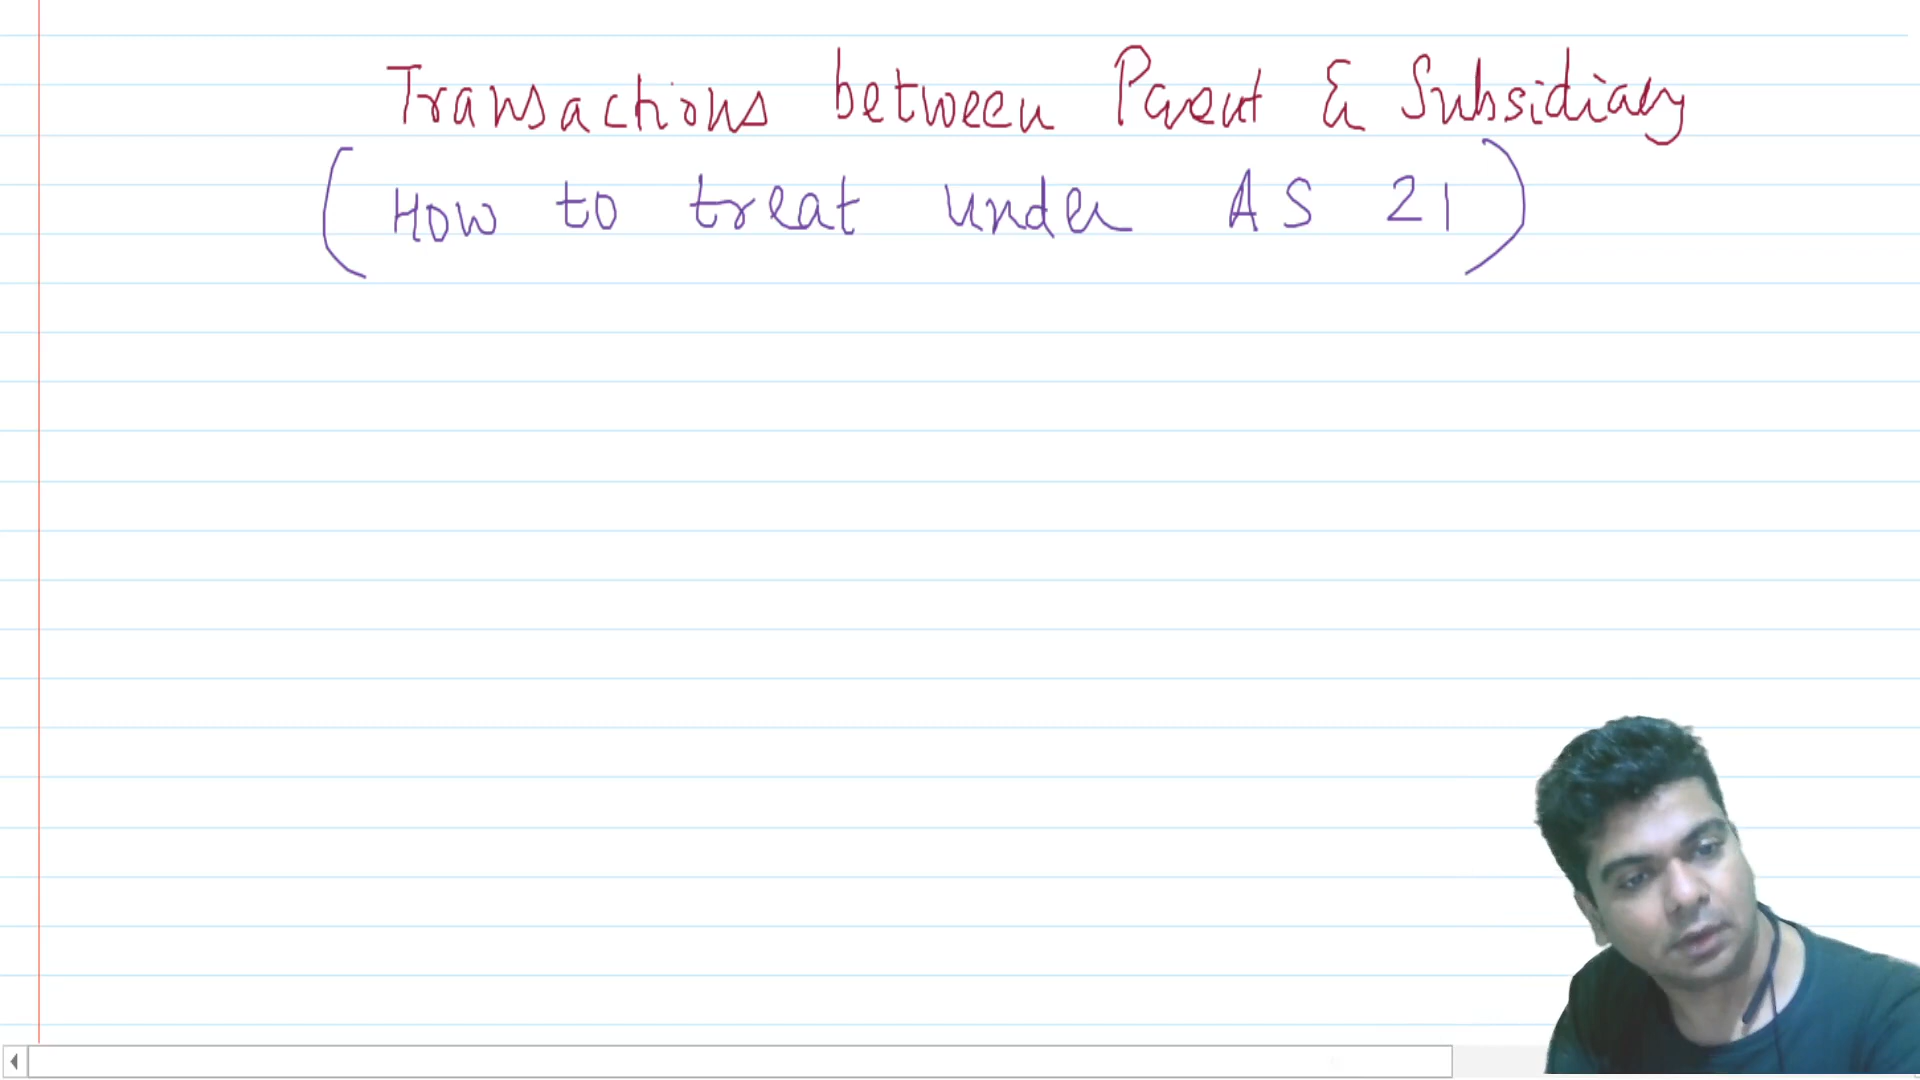 Transactions between Parent & Subsidiary
(How to treat under AS 21)